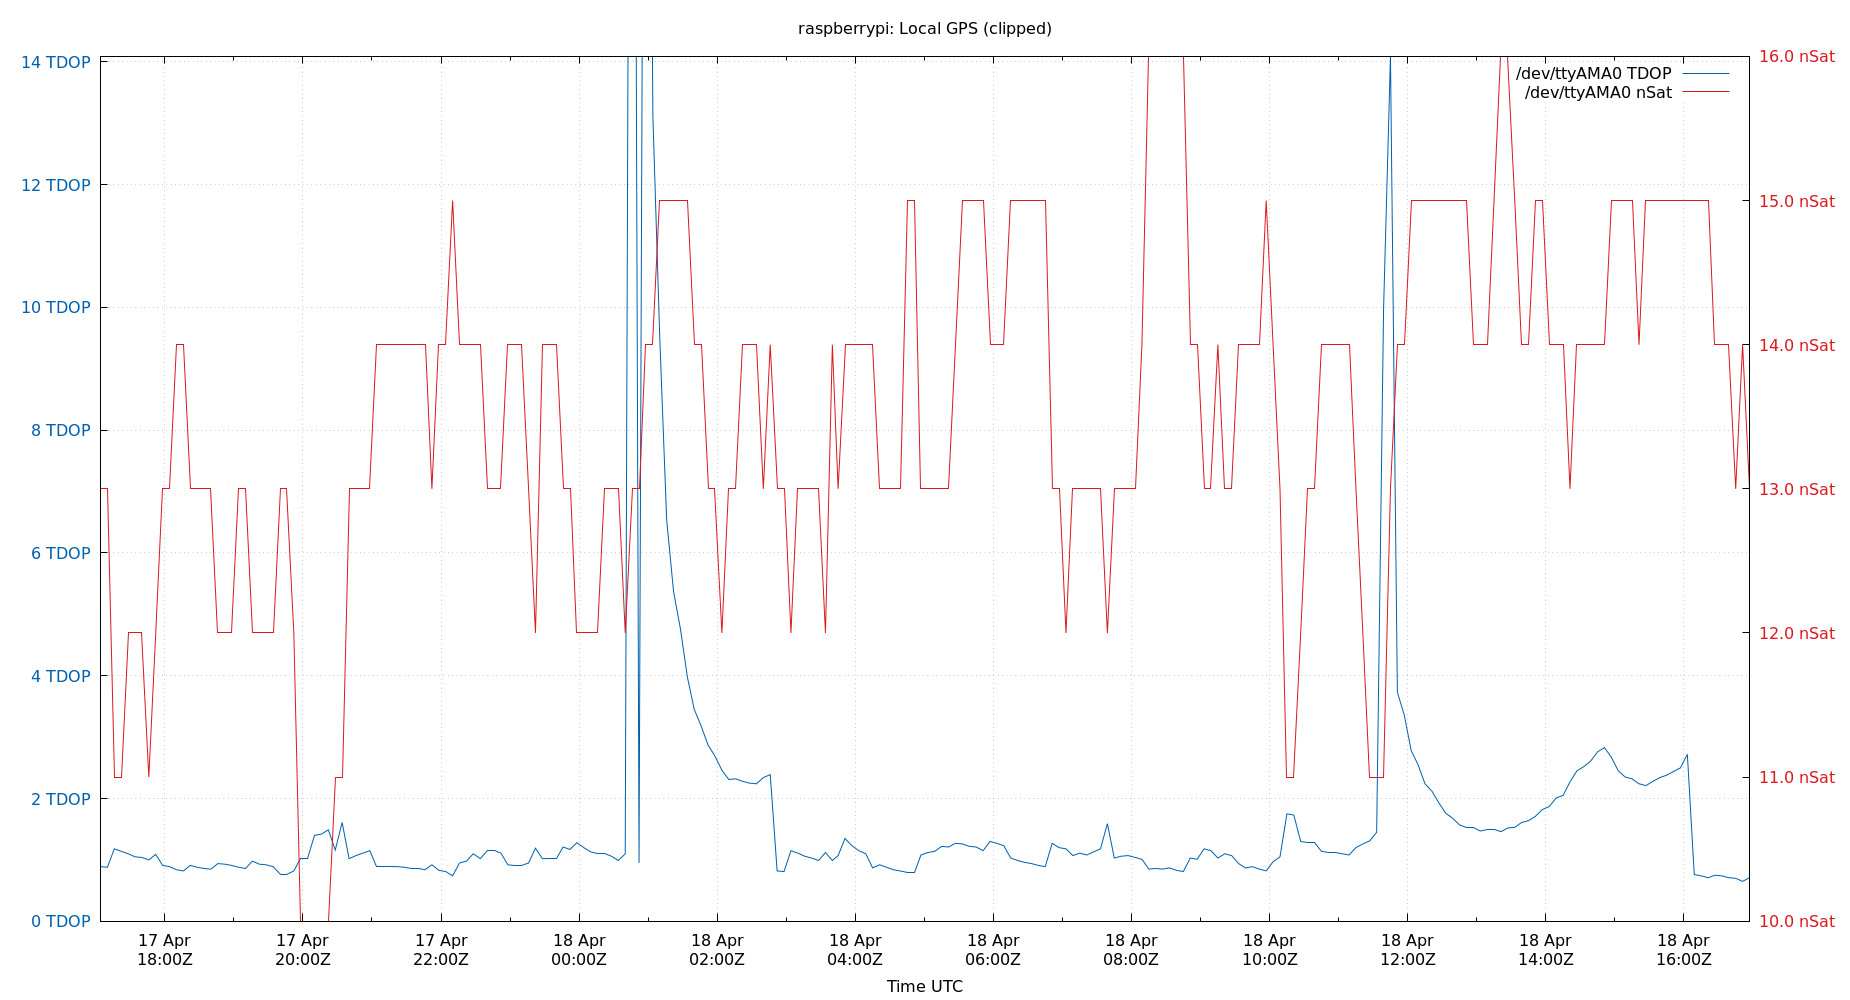 raspberrypi: Local GPS (clipped)
14 TDOP
12 TDOP
10 TDOP
8 TDOP
6 TDOP
4 TDOP
2 TDOP
0 TDOP
16.0 nSat
15.0 nSat
14.0 nSat
13.0 nSat
12.0 nSat
11.0 nSat
10.0 nSat
/dev/ttyAMA0 TDOP
/dev/ttyAMA0 nSat
17 Apr 17 Apr 17 Apr 18 Apr 18 Apr 18 Apr 18 Apr 18 Apr 18 Apr 18 Apr 18 Apr 18 Apr
18:00Z 20:00Z 22:00Z 00:00Z 02:00Z 04:00Z 06:00Z 08:00Z 10:00Z 12:00Z 14:00Z 16:00Z
Time UTC